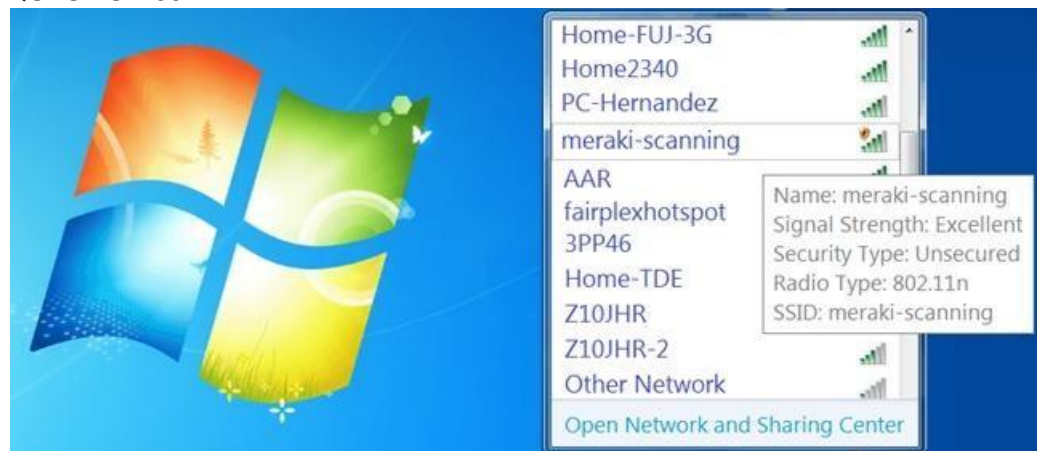 Home-FUJ-3G
Home2340
PC-Hernandez
meraki-scanning
AAR
fairplexhotspot
3PP46
Home-TDE
Z10JHR
Z10JHR-2
Other Network
Open Network and Sharing Center
Name: meraki-scanning
Signal Strength: Excellent
Security Type: Unsecured
Radio Type: 802.11n
SSID: meraki-scanning